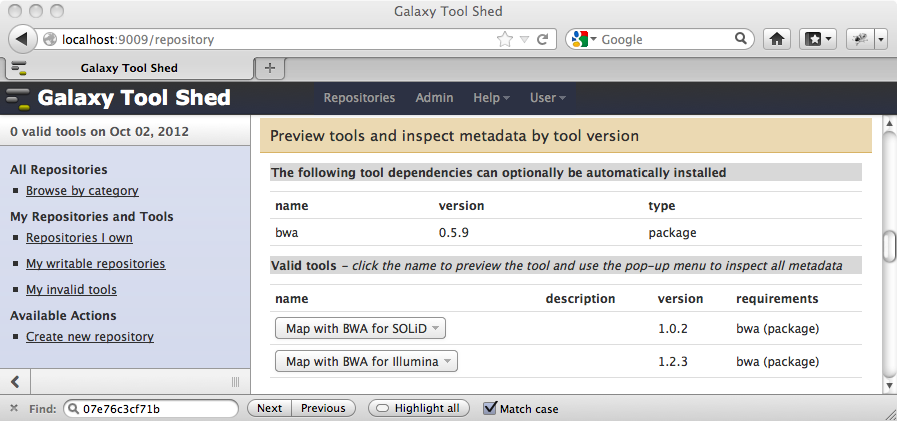 Galaxy Tool Shed
localhost:9009/repository
Google
Galaxy Tool Shed
Galaxy Tool Shed
Repositories Admin Help User
0 valid tools on Oct 02, 2012
All Repositories
Browse by category
My Repositories and Tools
Repositories I own
My writable repositories
My invalid tools
Available Actions
Create new repository
Preview tools and inspect metadata by tool version
The following tool dependencies can optionally be automatically installed
name version type
bwa 0.5.9 package
Valid tools – click the name to preview the tool and use the pop-up menu to inspect all metadata
name description version requirements
Map with BWA for SOLiD 1.0.2 bwa (package)
Map with BWA for Illumina 1.2.3 bwa (package)
Find: 07e76c3cf71b Next Previous Highlight all Match case